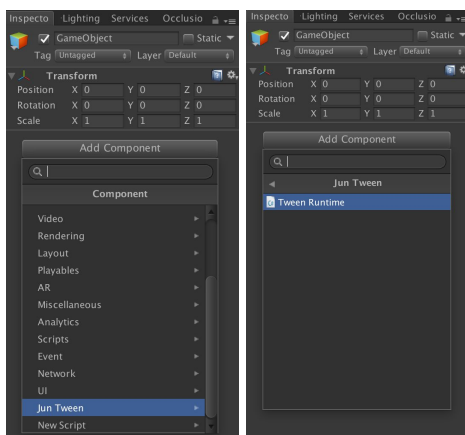 Inspecto Lighting Services Occlusio
GameObject Static
Tag Untagged Layer Default
Transform
Position X 0 Y 0 Z 0
Rotation X 0 Y 0 Z 0
Scale X 1 Y 1 Z 1
Add Component
Component
Video
Rendering
Layout
Playables
AR
Miscellaneous
Analytics
Scripts
Event
Network
UI
Jun Tween
New Script
Inspecto Lighting Services Occlusio
GameObject Static
Tag Untagged Layer Default
Transform
Position X 0 Y 0 Z 0
Rotation X 0 Y 0 Z 0
Scale X 1 Y 1 Z 1
Add Component
Jun Tween
Tween Runtime